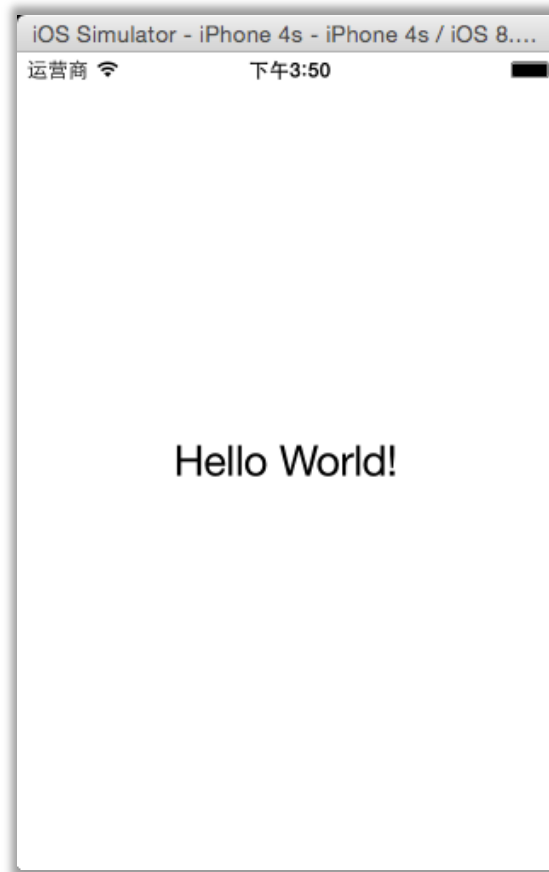 iOS Simulator - iPhone 4s - iPhone 4s / iOS 8....
运营商 下午3:50
Hello World!